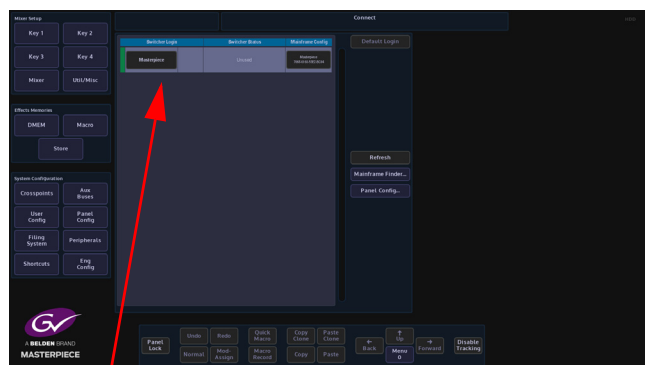 Mixer Setup
Connect
Key 1
Key 2
Key 3
Key 4
Mixer
Util/Misc
Effects Memories
DMEM
Macro
Store
System Configuration
Crosspoints
Aux
Buses
User
Config
Panel
Config
Filing
System
Peripherals
Shortcuts
Eng
Config
Switcher Login
Switcher Status
Mainframe Config
Masterpiece
Unused
Masterpiece
Default Login
Refresh
Mainframe Finder...
Panel Config...
GV
A BELDEN BRAND
MASTERPIECE
Panel
Lock
Undo
Redo
Quick
Macro
Copy
Clone
Paste
Clone
Normal
Mod-
Assign
Macro
Record
Copy
Paste
←
Back
↑
Up
Menu
0
→
Forward
Disable
Tracking